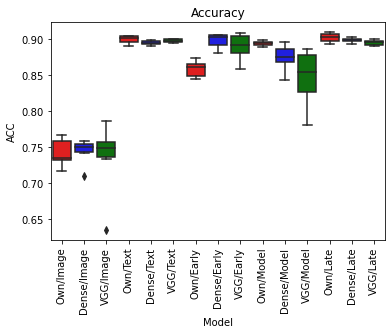 Accuracy
ACC
0.90
0.85
0.80
0.75
0.70
0.65
Own/Image
Dense/Image
VGG/Image
Own/Text
Dense/Text
VGG/Text
Own/Early
Dense/Early
VGG/Early
Own/Model
Dense/Model
VGG/Model
Own/Late
Dense/Late
VGG/Late
Model